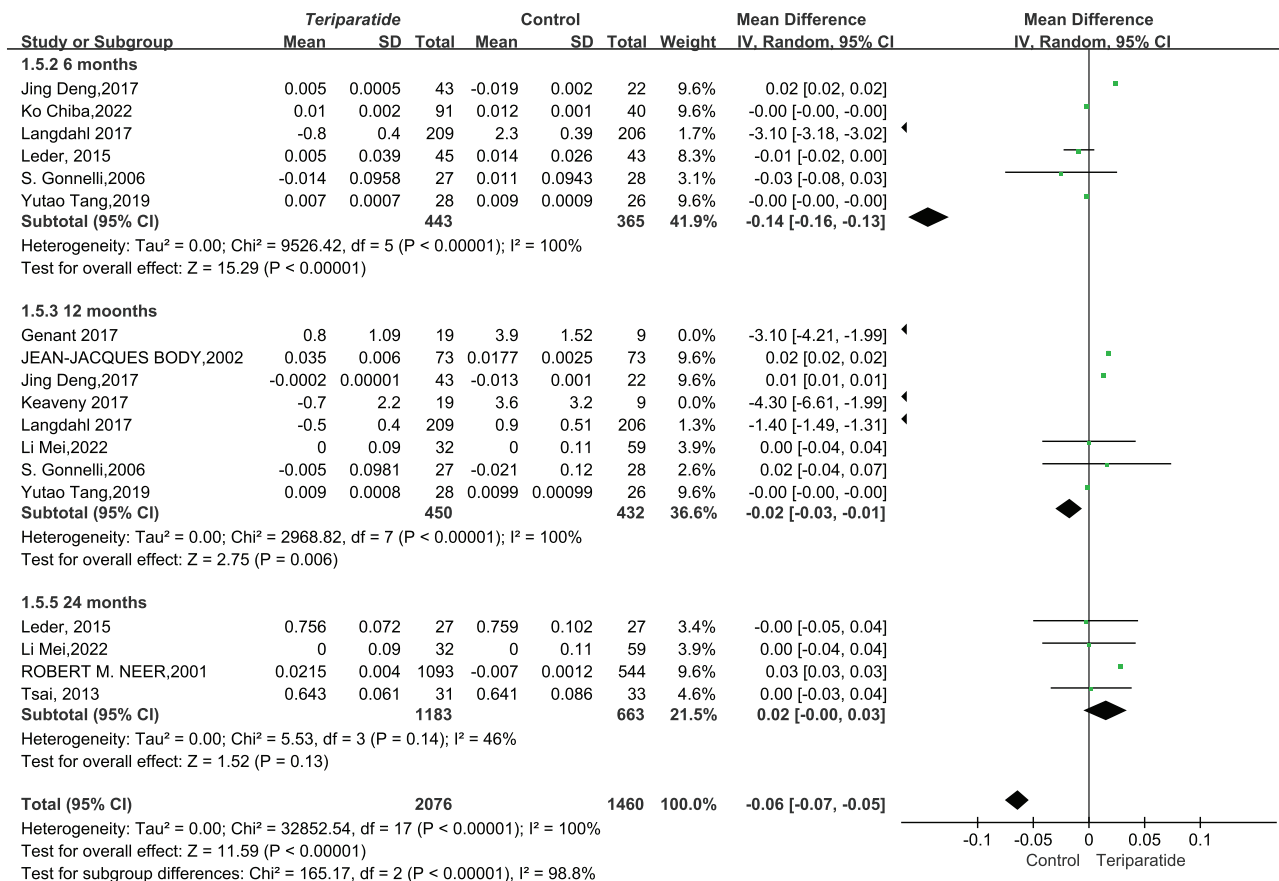 Teriparatide Control Mean Difference Mean Difference
Study or Subgroup Mean SD Total Mean SD Total Weight IV, Random, 95% CI IV, Random, 95% CI
1.5.2 6 months
Jing Deng,2017 0.005 0.0005 43 -0.019 0.002 22 9.6% 0.02 [0.02, 0.02]
Ko Chiba,2022 0.01 0.002 91 0.012 0.001 40 9.6% -0.00 [-0.00, -0.00]
Langdahl 2017 -0.8 0.4 209 2.3 0.39 206 1.7% -3.10 [-3.18, -3.02]
Leder, 2015 0.005 0.039 45 0.014 0.026 43 8.3% -0.01 [-0.02, 0.00]
S. Gonnelli,2006 -0.014 0.0958 27 0.011 0.0943 28 3.1% -0.03 [-0.08, 0.03]
Yutao Tang,2019 0.007 0.0007 28 0.009 0.0009 26 9.6% -0.00 [-0.00, -0.00]
Subtotal (95% CI) 443 365 41.9% -0.14 [-0.16, -0.13]
Heterogeneity: Tau² = 0.00; Chi² = 9526.42, df = 5 (P < 0.00001); I² = 100%
Test for overall effect: Z = 15.29 (P < 0.00001)
1.5.3 12 moonths
Genant 2017 0.8 1.09 19 3.9 1.52 9 0.0% -3.10 [-4.21, -1.99]
JEAN-JACQUES BODY,2002 0.035 0.006 73 0.0177 0.0025 73 9.6% 0.02 [0.02, 0.02]
Jing Deng,2017 -0.0002 0.00001 43 -0.013 0.001 22 9.6% 0.01 [0.01, 0.01]
Keaveny 2017 -0.7 2.2 19 3.6 3.2 9 0.0% -4.30 [-6.61, -1.99]
Langdahl 2017 -0.5 0.4 209 0.9 0.51 206 1.3% -1.40 [-1.49, -1.31]
Li Mei,2022 0 0.09 32 0 0.11 59 3.9% 0.00 [-0.04, 0.04]
S. Gonnelli,2006 -0.005 0.0981 27 -0.021 0.12 28 2.6% 0.02 [-0.04, 0.07]
Yutao Tang,2019 0.009 0.0008 28 0.0099 0.00099 26 9.6% -0.00 [-0.00, -0.00]
Subtotal (95% CI) 450 432 36.6% -0.02 [-0.03, -0.01]
Heterogeneity: Tau² = 0.00; Chi² = 2968.82, df = 7 (P < 0.00001); I² = 100%
Test for overall effect: Z = 2.75 (P = 0.006)
1.5.5 24 months
Leder, 2015 0.756 0.072 27 0.759 0.102 27 3.4% -0.00 [-0.05, 0.04]
Li Mei,2022 0 0.09 32 0 0.11 59 3.9% 0.00 [-0.04, 0.04]
ROBERT M. NEER,2001 0.0215 0.004 1093 -0.007 0.0012 544 9.6% 0.03 [0.03, 0.03]
Tsai, 2013 0.643 0.061 31 0.641 0.086 33 4.6% 0.00 [-0.03, 0.04]
Subtotal (95% CI) 1183 663 21.5% 0.02 [-0.00, 0.03]
Heterogeneity: Tau² = 0.00; Chi² = 5.53, df = 3 (P = 0.14); I² = 46%
Test for overall effect: Z = 1.52 (P = 0.13)
Total (95% CI) 2076 1460 100.0% -0.06 [-0.07, -0.05]
Heterogeneity: Tau² = 0.00; Chi² = 32852.54, df = 17 (P < 0.00001); I² = 100%
Test for overall effect: Z = 11.59 (P < 0.00001)
Test for subgroup differences: Chi² = 165.17, df = 2 (P < 0.00001), I² = 98.8%
-0.1 -0.05 0 0.05 0.1
Control Teriparatide